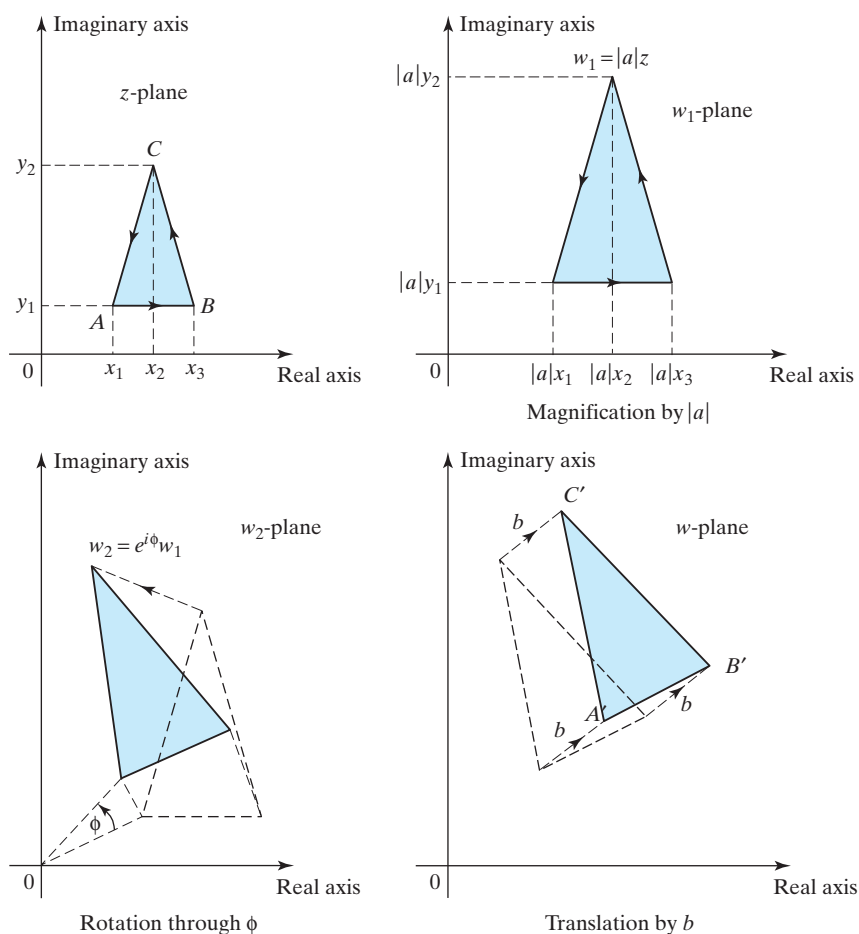 Imaginary axis
z-plane
C
y₂
y₁
A
B
0
x₁ x₂ x₃
Real axis
Imaginary axis
w₁ = |a|z
|a|y₂
w₁-plane
|a|y₁
0
|a|x₁ |a|x₂ |a|x₃
Real axis
Magnification by |a|
Imaginary axis
w₂-plane
w₂ = e^{iϕ}w₁
ϕ
0
Real axis
Rotation through ϕ
Imaginary axis
C′
b
w-plane
B′
A′
b
b
0
Real axis
Translation by b